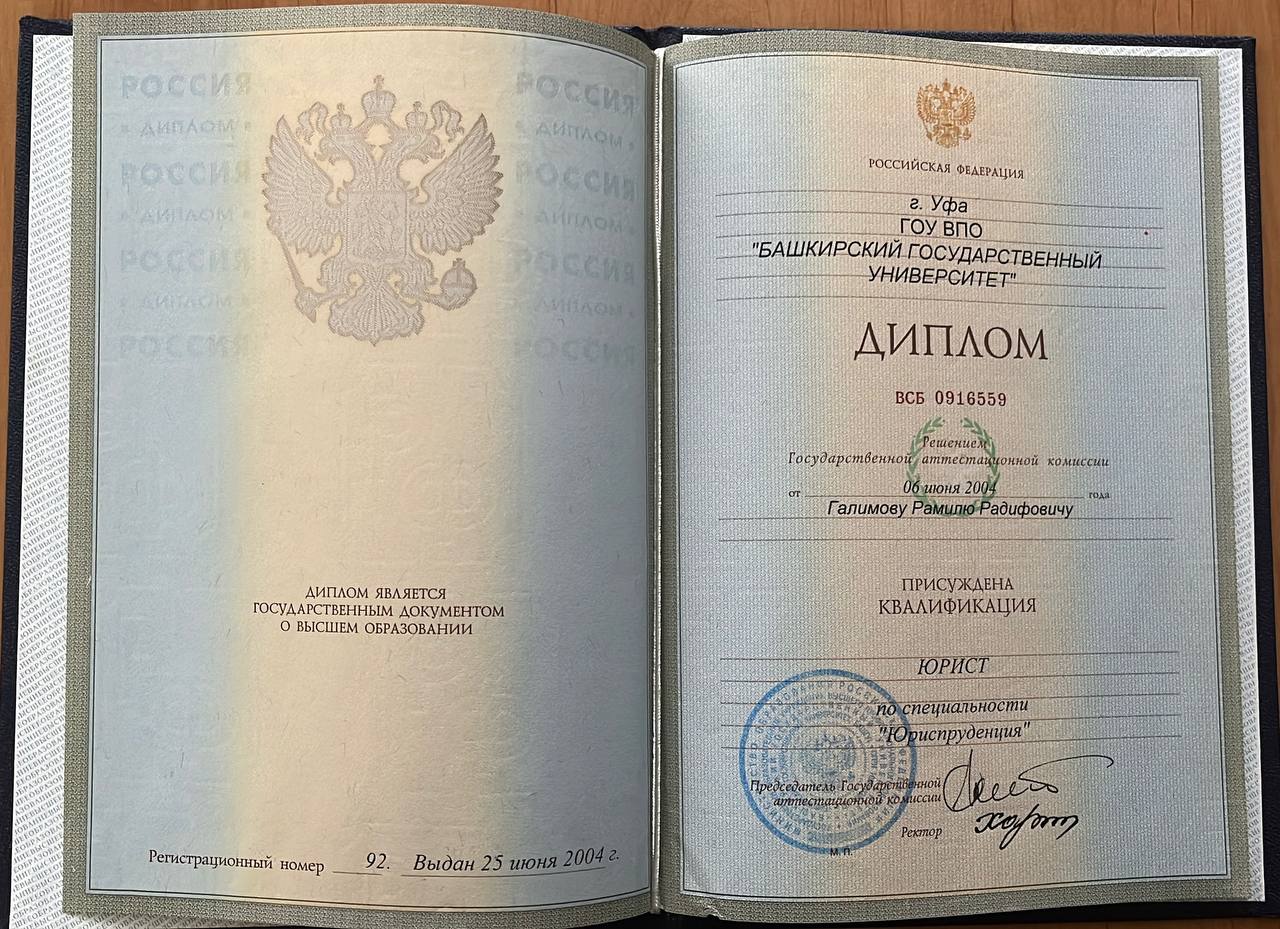 РОССИЯ РОССИЯ
ДИПЛОМ ДИПЛОМ
РОССИЯ РОССИЯ
ДИПЛОМ ДИПЛОМ
РОССИЯ РОССИЯ
ДИПЛОМ ДИПЛОМ
РОССИЯ РОССИЯ
ДИПЛОМ ЯВЛЯЕТСЯ
ГОСУДАРСТВЕННЫМ ДОКУМЕНТОМ
О ВЫСШЕМ ОБРАЗОВАНИИ
Регистрационный номер 92. Выдан 25 июня 2004 г.
РОССИЙСКАЯ ФЕДЕРАЦИЯ
г. Уфа
ГОУ ВПО
"БАШКИРСКИЙ ГОСУДАРСТВЕННЫЙ
УНИВЕРСИТЕТ"
ДИПЛОМ
ВСБ 0916559
Решением
Государственной аттестационной комиссии
от 06 июня 2004 года
Галимову Рамилю Радифовичу
ПРИСУЖДЕНА
КВАЛИФИКАЦИЯ
ЮРИСТ
по специальности
"Юриспруденция"
Председатель Государственной
аттестационной комиссии
Ректор
М. П.